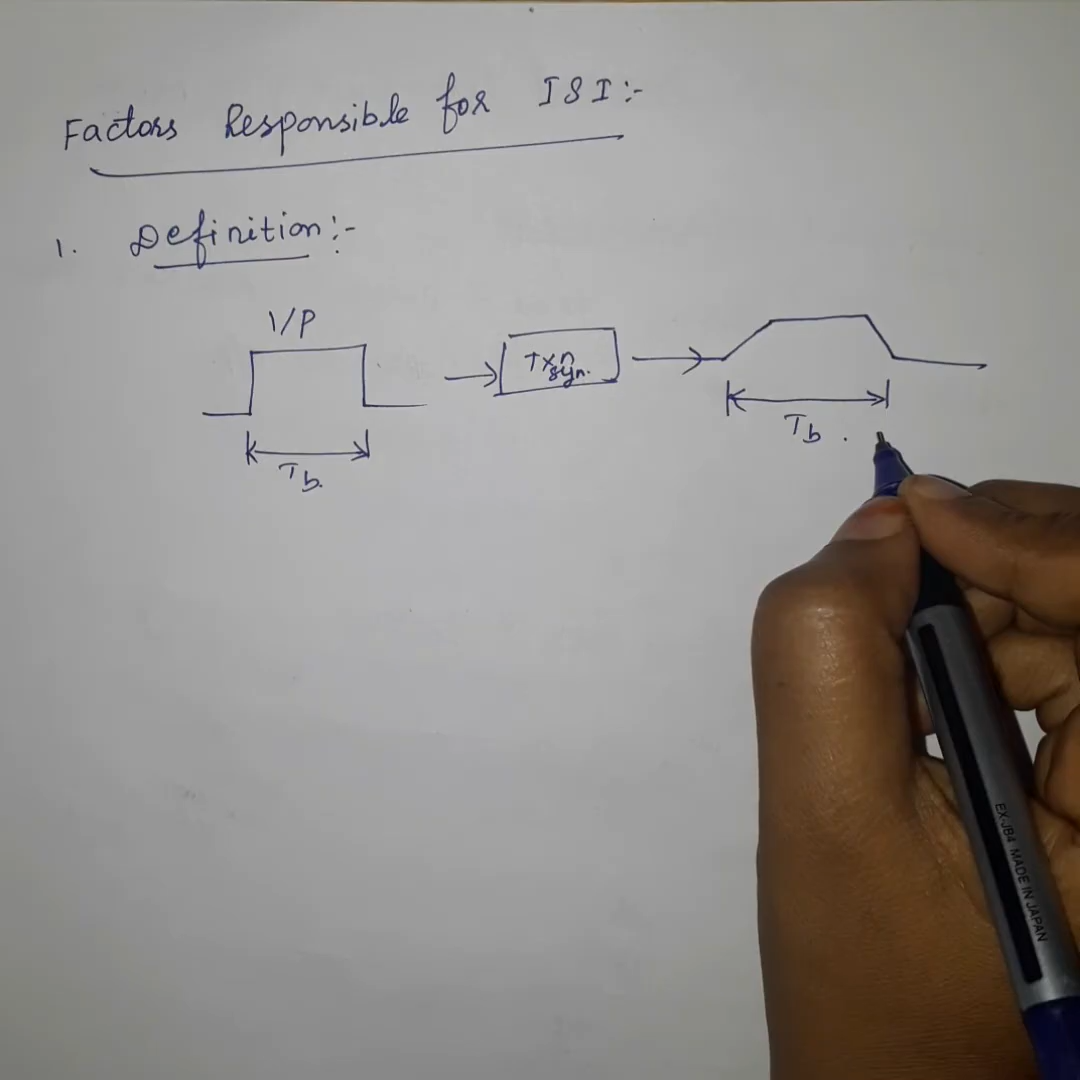 Factors Responsible for ISI:-
1. Definition:-
I/P
Txn
syn.
Tb.
Tb.
EX-JB4 MADE IN JAPAN